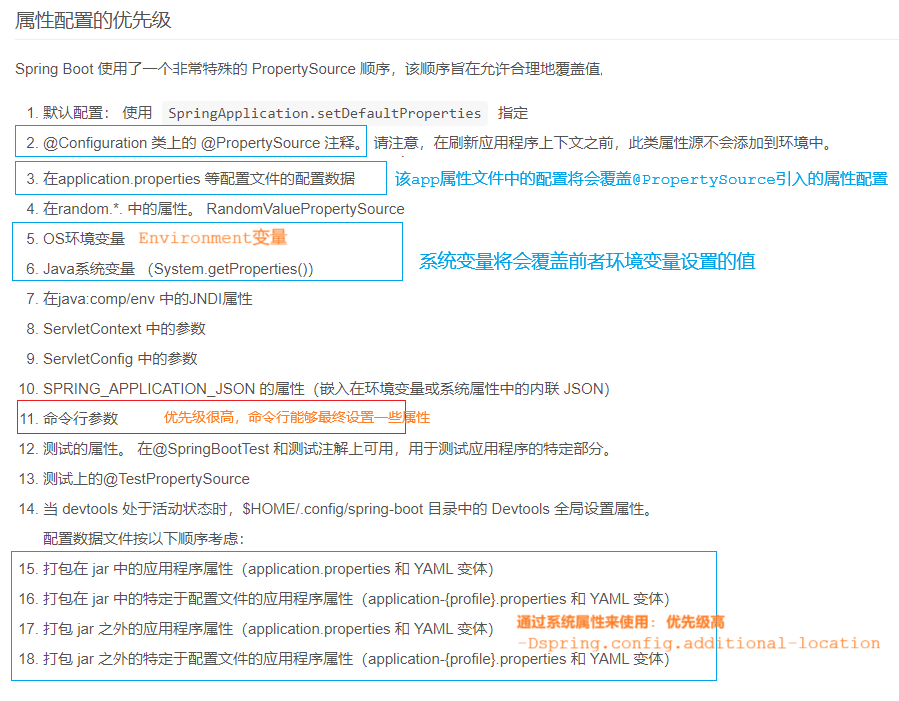 属性配置的优先级
Spring Boot 使用了一个非常特殊的 PropertySource 顺序，该顺序旨在允许合理地覆盖值.
1. 默认配置： 使用 SpringApplication.setDefaultProperties 指定
2. @Configuration 类上的 @PropertySource 注释。请注意，在刷新应用程序上下文之前，此类属性源不会添加到环境中。
3. 在application.properties 等配置文件的配置数据 该app属性文件中的配置将会覆盖@PropertySource引入的属性配置
4. 在random.*. 中的属性。 RandomValuePropertySource
5. OS环境变量 Environment变量
系统变量将会覆盖前者环境变量设置的值
6. Java系统变量 （System.getProperties()）
7. 在java:comp/env 中的JNDI属性
8. ServletContext 中的参数
9. ServletConfig 中的参数
10. SPRING_APPLICATION_JSON 的属性（嵌入在环境变量或系统属性中的内联 JSON）
11. 命令行参数 优先级很高，命令行能够最终设置一些属性
12. 测试的属性。 在@SpringBootTest 和测试注解上可用，用于测试应用程序的特定部分。
13. 测试上的@TestPropertySource
14. 当 devtools 处于活动状态时，$HOME/.config/spring-boot 目录中的 Devtools 全局设置属性。
配置数据文件按以下顺序考虑：
15. 打包在 jar 中的应用程序属性（application.properties 和 YAML 变体）
16. 打包在 jar 中的特定于配置文件的应用程序属性（application-{profile}.properties 和 YAML 变体）
17. 打包 jar 之外的应用程序属性（application.properties 和 YAML 变体） 通过系统属性来使用：优先级高
-Dspring.config.additional-location
18. 打包 jar 之外的特定于配置文件的应用程序属性（application-{profile}.properties 和 YAML 变体）